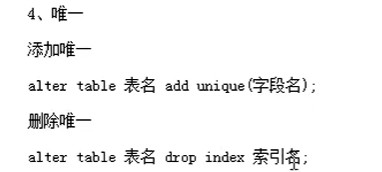 4、唯一
添加唯一
alter table 表名 add unique(字段名);
删除唯一
alter table 表名 drop index 索引名;